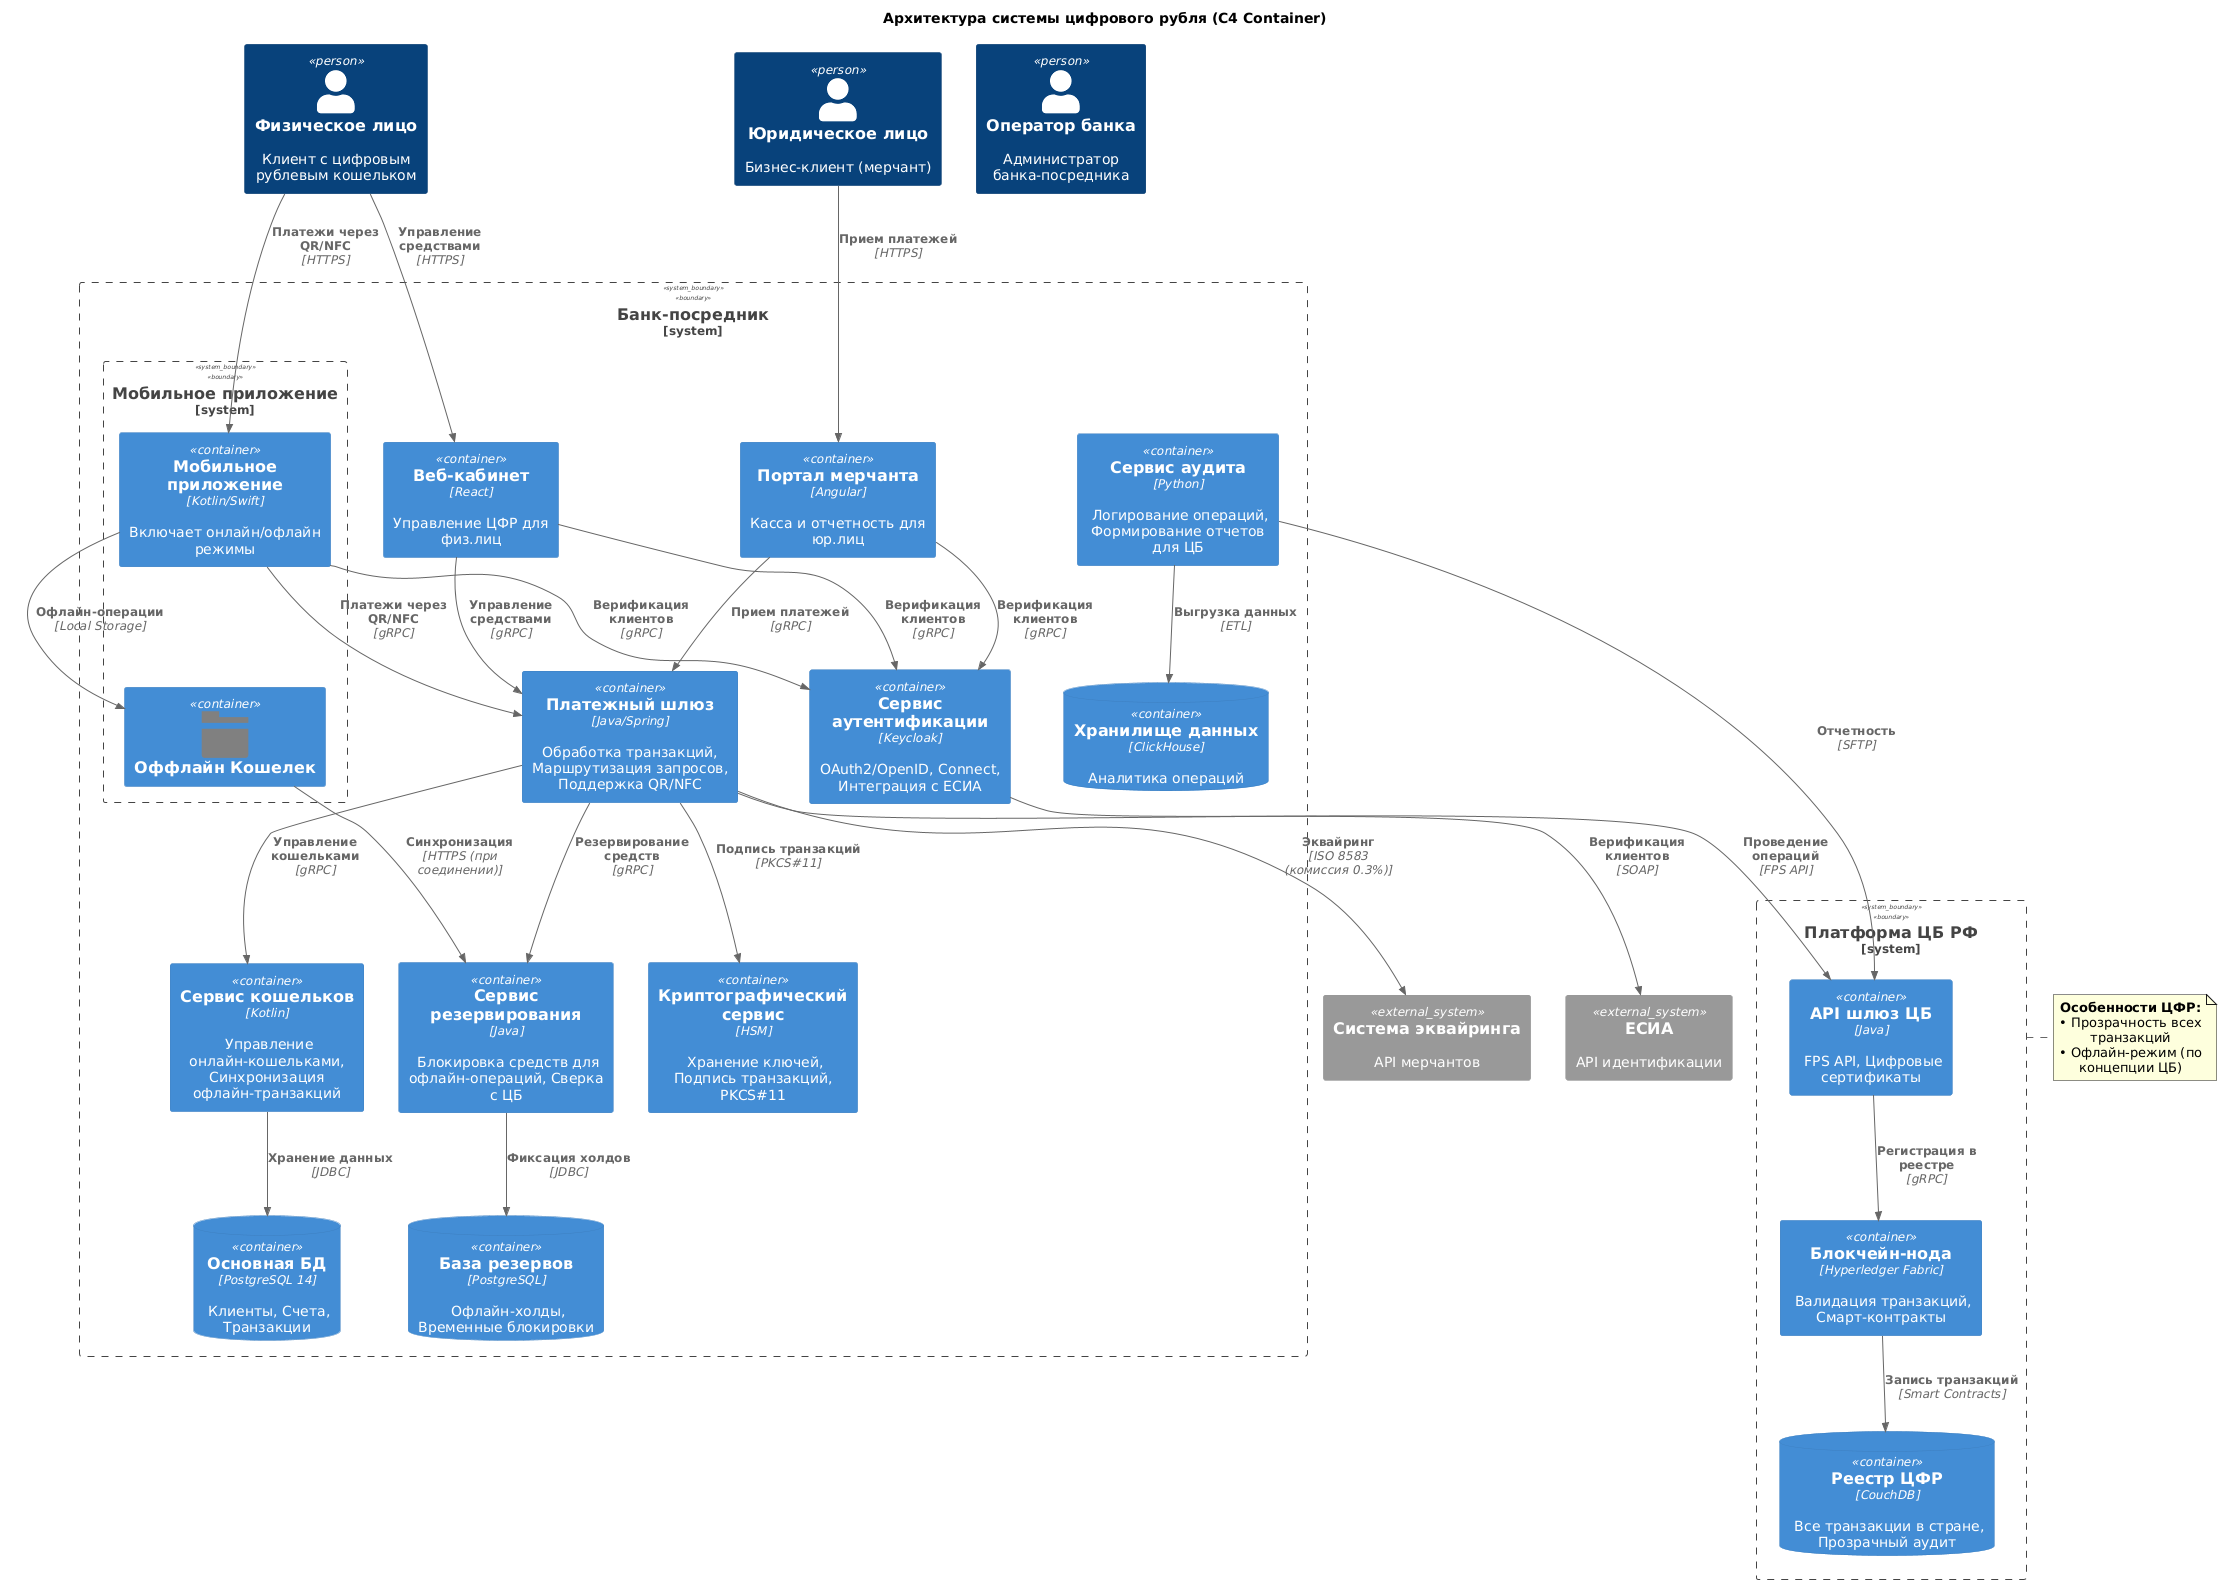 Архитектура системы цифрового рубля (C4 Container)
«person»
Физическое лицо
Клиент с цифровым
рублевым кошельком
«person»
Юридическое лицо
Бизнес-клиент (мерчант)
«person»
Оператор банка
Администратор
банка-посредника
Платежи через
QR/NFC
[HTTPS]
Управление
средствами
[HTTPS]
Прием платежей
[HTTPS]
«system_boundary»
«boundary»
Банк-посредник
[system]
«system_boundary»
«boundary»
Мобильное приложение
[system]
«container»
Мобильное
приложение
[Kotlin/Swift]
Включает онлайн/офлайн
режимы
«container»
Веб-кабинет
[React]
Управление ЦФР для
физ.лиц
«container»
Портал мерчанта
[Angular]
Касса и отчетность для
юр.лиц
«container»
Сервис аудита
[Python]
Логирование операций,
Формирование отчетов
для ЦБ
Офлайн-операции
[Local Storage]
Платежи через
QR/NFC
[gRPC]
Управление
средствами
[gRPC]
Верификация
клиентов
[gRPC]
Прием платежей
[gRPC]
Верификация
клиентов
[gRPC]
Верификация
клиентов
[gRPC]
Выгрузка данных
[ETL]
«container»
Оффлайн Кошелек
«container»
Платежный шлюз
[Java/Spring]
Обработка транзакций,
Маршрутизация запросов,
Поддержка QR/NFC
«container»
Сервис
аутентификации
[Keycloak]
OAuth2/OpenID, Connect,
Интеграция с ЕСИА
«container»
Хранилище данных
[ClickHouse]
Аналитика операций
Отчетность
[SFTP]
Управление
кошельками
[gRPC]
Синхронизация
[HTTPS (при
соединении)]
Резервирование
средств
[gRPC]
Подпись транзакций
[PKCS#11]
Эквайринг
[ISO 8583
(комиссия 0.3%)]
Верификация
клиентов
[SOAP]
Проведение
операций
[FPS API]
«system_boundary»
«boundary»
Платформа ЦБ РФ
[system]
«container»
Сервис кошельков
[Kotlin]
Управление
онлайн-кошельками,
Синхронизация
офлайн-транзакций
«container»
Сервис
резервирования
[Java]
Блокировка средств для
офлайн-операций, Сверка
с ЦБ
«container»
Криптографический
сервис
[HSM]
Хранение ключей,
Подпись транзакций,
PKCS#11
«external_system»
Система эквайринга
API мерчантов
«external_system»
ЕСИА
API идентификации
«container»
API шлюз ЦБ
[Java]
FPS API, Цифровые
сертификаты
Особенности ЦФР:
• Прозрачность всех
транзакций
• Офлайн-режим (по
концепции ЦБ)
Хранение данных
[JDBC]
Фиксация холдов
[JDBC]
Регистрация в
реестре
[gRPC]
«container»
Основная БД
[PostgreSQL 14]
Клиенты, Счета,
Транзакции
«container»
База резервов
[PostgreSQL]
Офлайн-холды,
Временные блокировки
«container»
Блокчейн-нода
[Hyperledger Fabric]
Валидация транзакций,
Смарт-контракты
Запись транзакций
[Smart Contracts]
«container»
Реестр ЦФР
[CouchDB]
Все транзакции в стране,
Прозрачный аудит